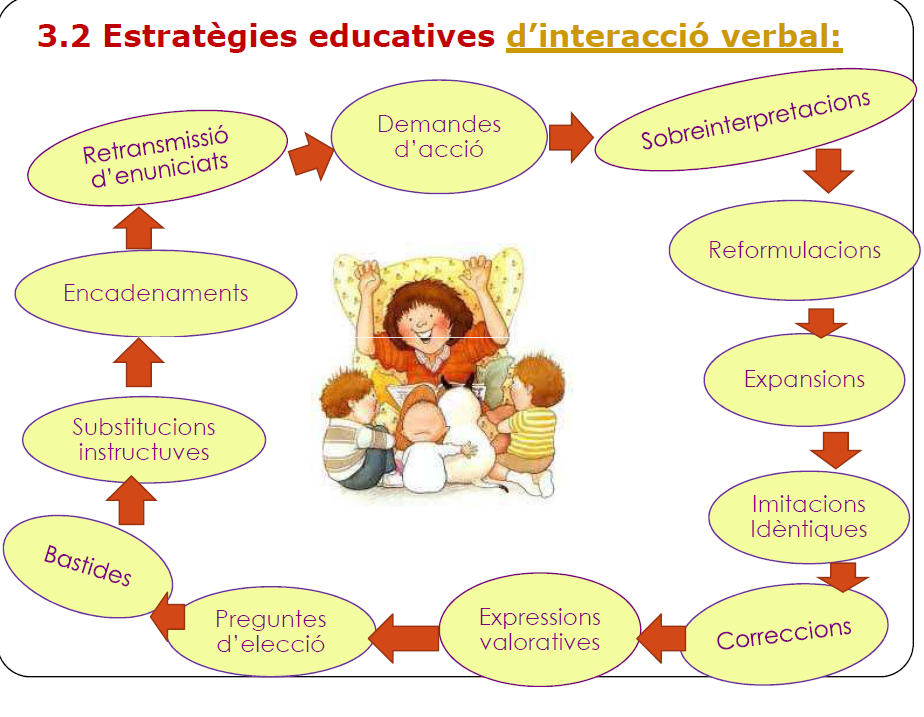 3.2 Estratègies educatives d’interacció verbal:
Demandes
d’acció
Sobreinterpretacions
Reformulacions
Expansions
Imitacions
Idèntiques
Correccions
Expressions
valoratives
Preguntes
d’elecció
Bastides
Substitucions
instructuves
Encadenaments
Retransmissió
d’enuniciats